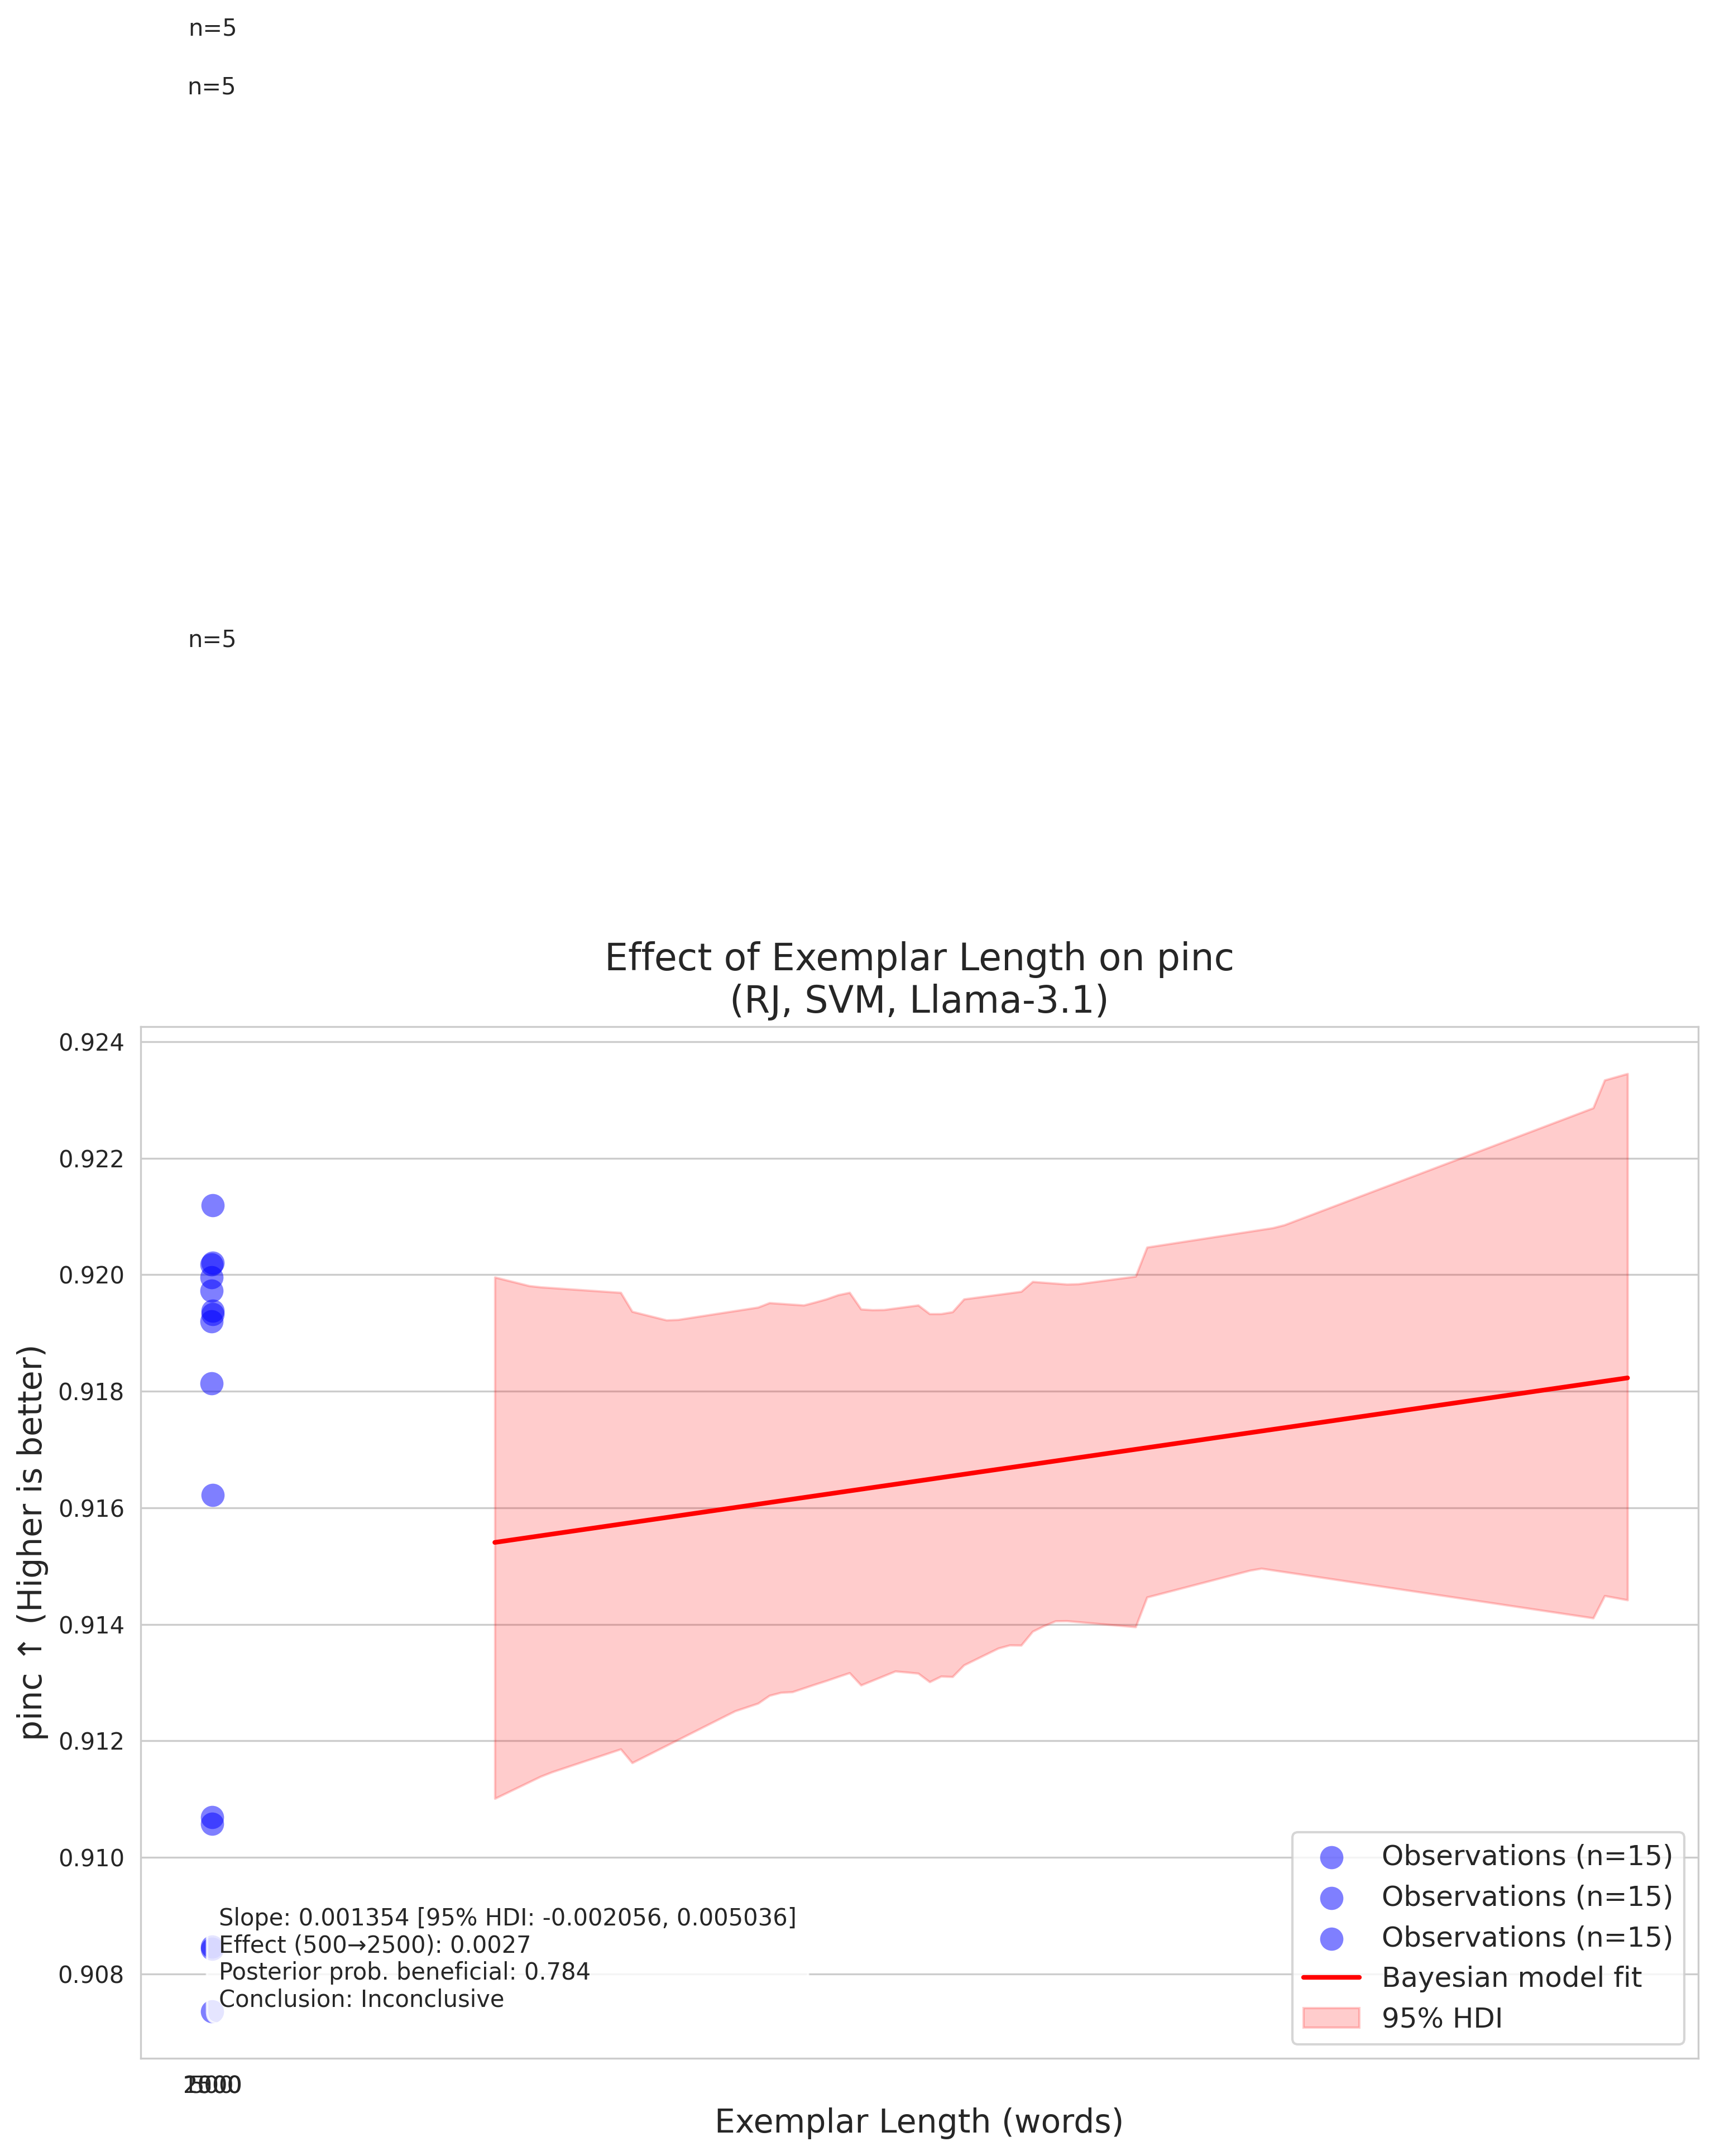 n=5
n=5
n=5
Effect of Exemplar Length on pinc
(RJ, SVM, Llama-3.1)
0.924
0.922
0.920
0.918
0.916
0.914
0.912
0.910
0.908
pinc ↑ (Higher is better)
Slope: 0.001354 [95% HDI: -0.002056, 0.005036]
Effect (500→2500): 0.0027
Posterior prob. beneficial: 0.784
Conclusion: Inconclusive
Observations (n=15)
Observations (n=15)
Observations (n=15)
Bayesian model fit
95% HDI
Exemplar Length (words)